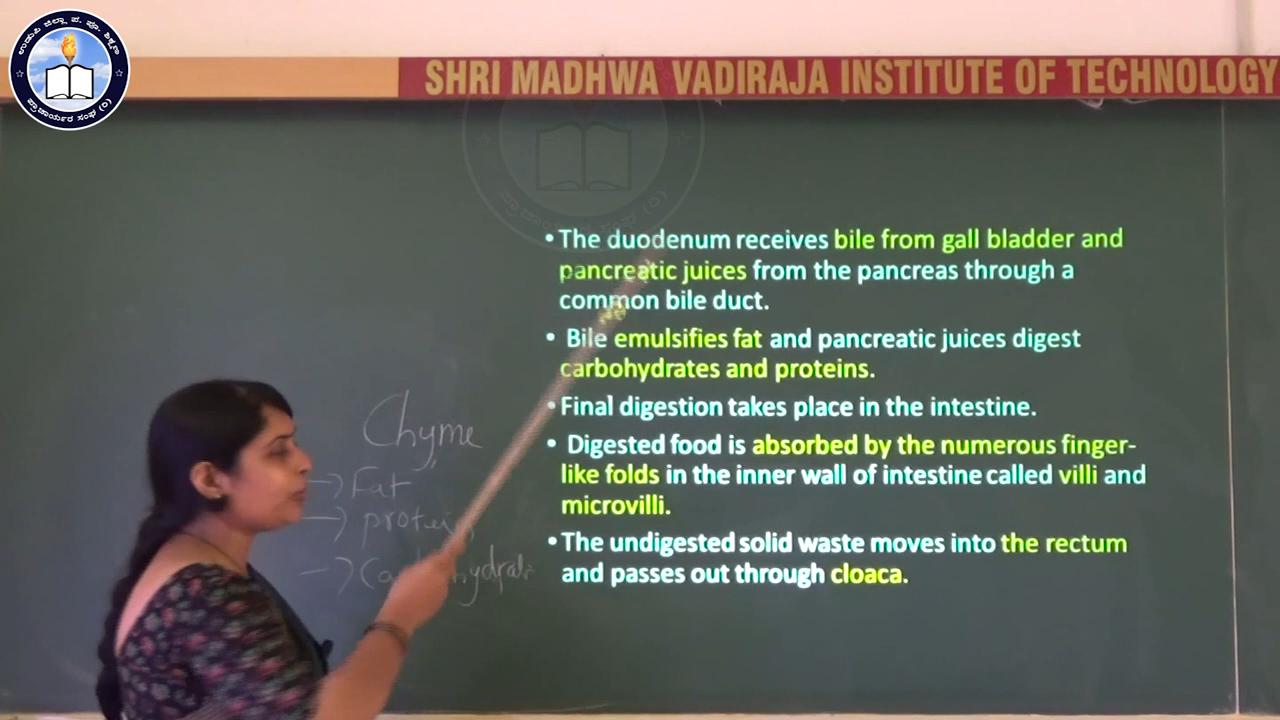 ಉಡುಪಿ ಜಿಲ್ಲಾ ಪ. ಪೂ. ಶಿಕ್ಷಣ
ಪ್ರಾಚಾರ್ಯರ ಸಂಘ (ರಿ)
SHRI MADHWA VADIRAJA INSTITUTE OF TECHNOLOGY
• The duodenum receives bile from gall bladder and
pancreatic juices from the pancreas through a
common bile duct.
• Bile emulsifies fat and pancreatic juices digest
carbohydrates and proteins.
• Final digestion takes place in the intestine.
• Digested food is absorbed by the numerous finger-
like folds in the inner wall of intestine called villi and
microvilli.
• The undigested solid waste moves into the rectum
and passes out through cloaca.
Chyme
→ Fat
→ protein
→